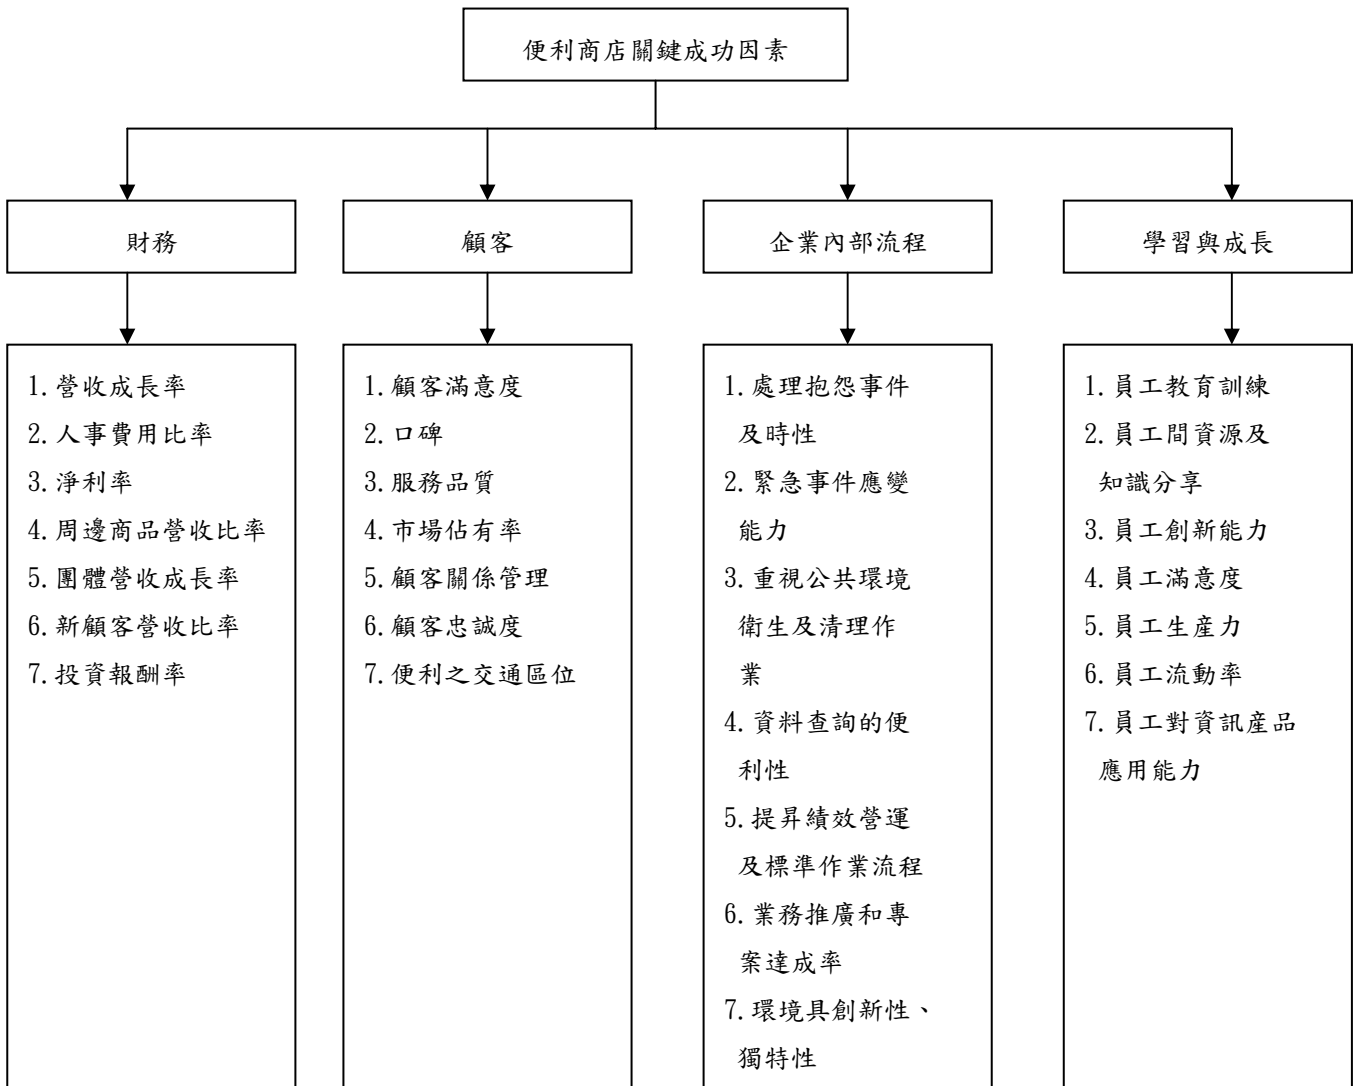 便利商店關鍵成功因素
財務
顧客
企業內部流程
學習與成長
1.營收成長率
2.人事費用比率
3.淨利率
4.周邊商品營收比率
5.團體營收成長率
6.新顧客營收比率
7.投資報酬率
1.顧客滿意度
2.口碑
3.服務品質
4.市場佔有率
5.顧客關係管理
6.顧客忠誠度
7.便利之交通區位
1.處理抱怨事件
及時性
2.緊急事件應變
能力
3.重視公共環境
衛生及清理作
業
4.資料查詢的便
利性
5.提昇績效營運
及標準作業流程
6.業務推廣和專
案達成率
7.環境具創新性、
獨特性
1.員工教育訓練
2.員工間資源及
知識分享
3.員工創新能力
4.員工滿意度
5.員工生産力
6.員工流動率
7.員工對資訊産品
應用能力